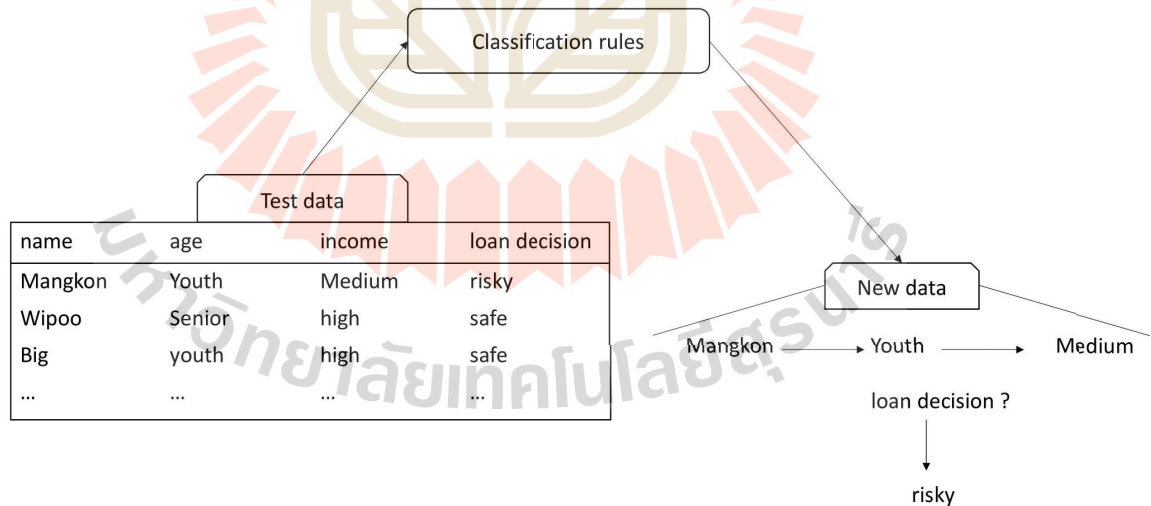 Classification rules
Test data
name age income loan decision
Mangkon Youth Medium risky
Wipoo Senior high safe
Big youth high safe
... ... ... ...
New data
Mangkon Youth Medium
loan decision ?
risky
มหาวิทยาลัยเทคโนโลยีสุรนารี